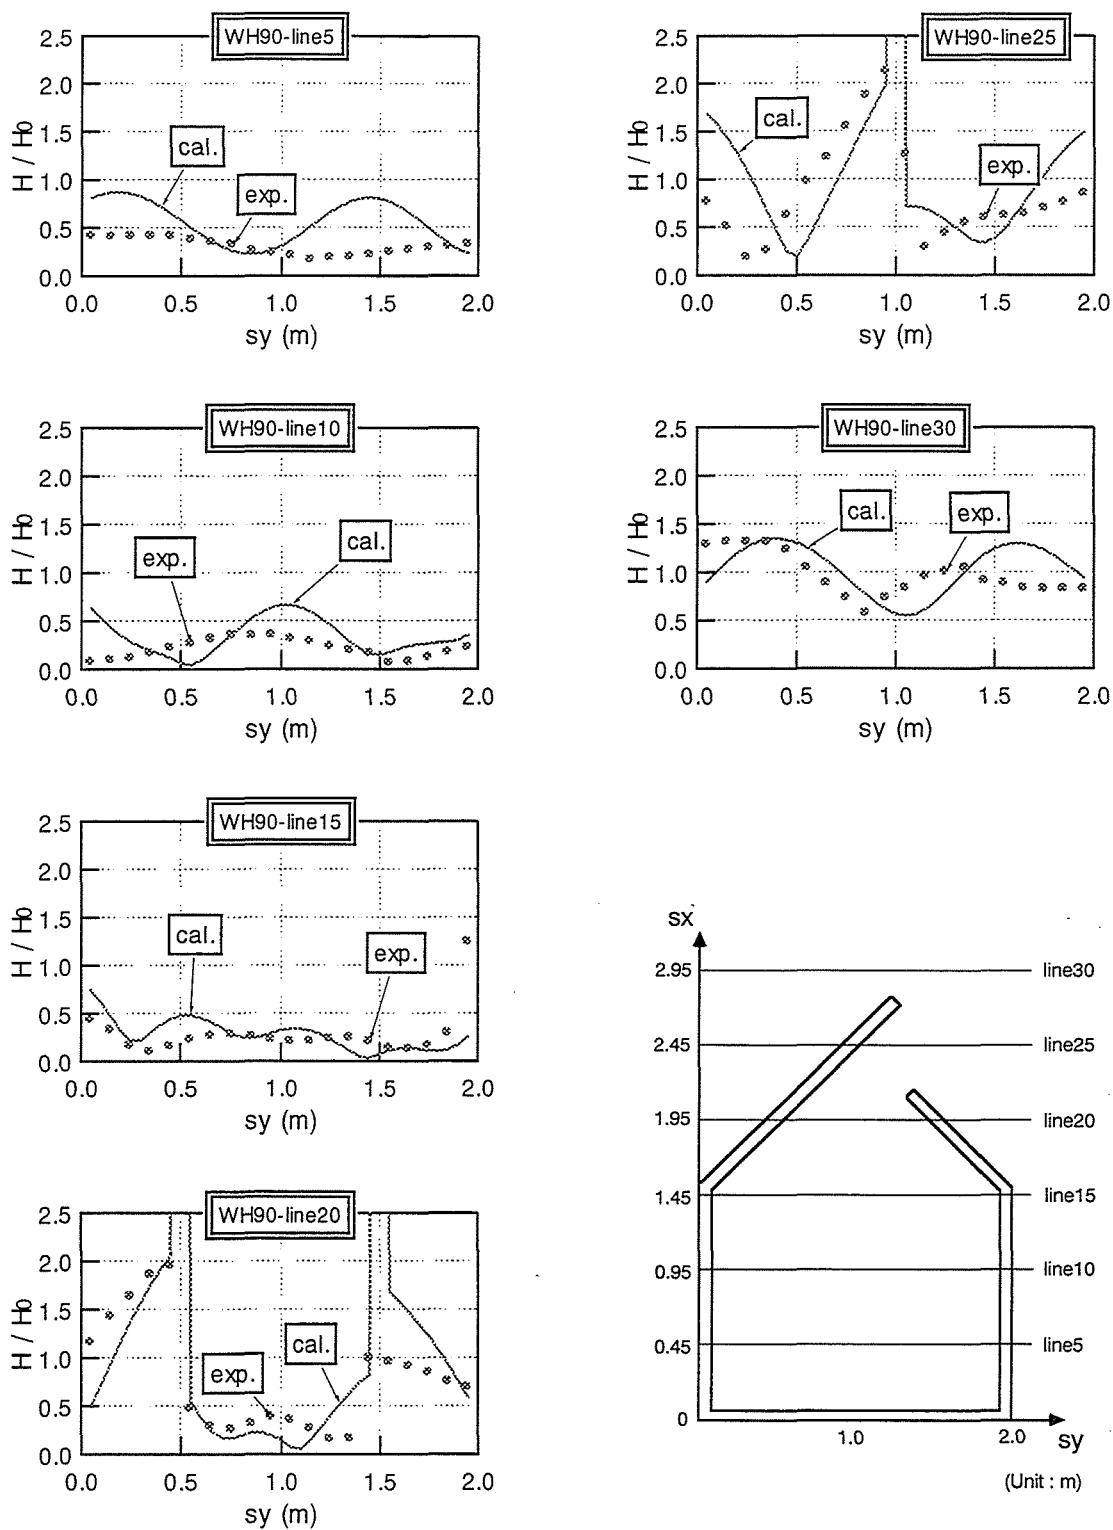 WH90-line5
2.5
2.0
1.5
1.0
0.5
0.0
H / H0
cal.
exp.
0.0 0.5 1.0 1.5 2.0
sy (m)
WH90-line10
2.5
2.0
1.5
1.0
0.5
0.0
H / H0
exp.
cal.
0.0 0.5 1.0 1.5 2.0
sy (m)
WH90-line15
2.5
2.0
1.5
1.0
0.5
0.0
H / H0
cal.
exp.
0.0 0.5 1.0 1.5 2.0
sy (m)
WH90-line20
2.5
2.0
1.5
1.0
0.5
0.0
H / H0
exp.
cal.
0.0 0.5 1.0 1.5 2.0
sy (m)
WH90-line25
2.5
2.0
1.5
1.0
0.5
0.0
H / H0
cal.
exp.
0.0 0.5 1.0 1.5 2.0
sy (m)
WH90-line30
2.5
2.0
1.5
1.0
0.5
0.0
H / H0
cal.
exp.
0.0 0.5 1.0 1.5 2.0
sy (m)
sx
2.95 line30
2.45 line25
1.95 line20
1.45 line15
0.95 line10
0.45 line5
0
1.0 2.0
sy
(Unit : m)